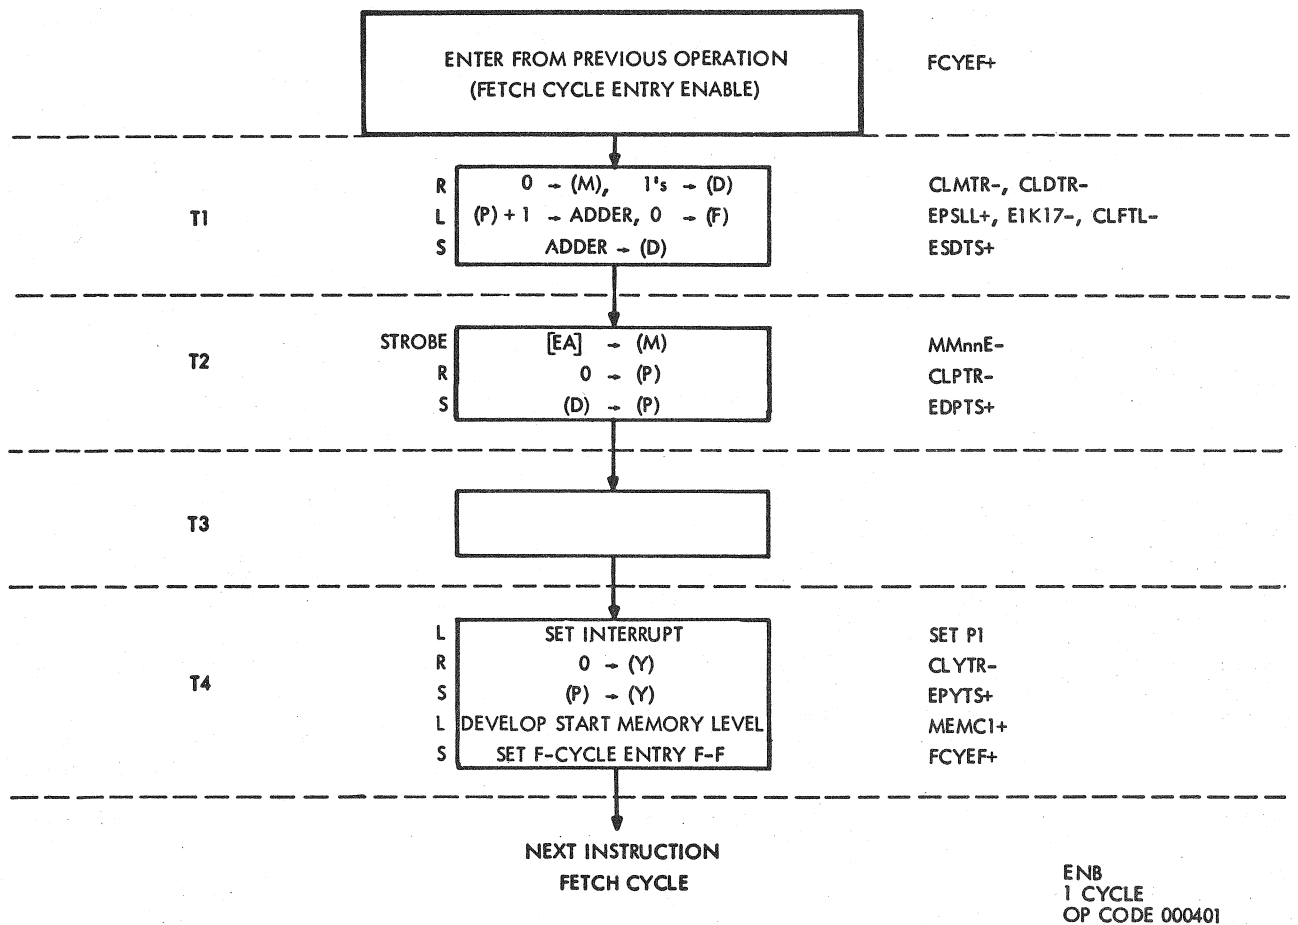 ENTER FROM PREVIOUS OPERATION
(FETCH CYCLE ENTRY ENABLE)
FCYEF+
T1
R 0 → (M), 1's → (D) CLMTR-, CLDTR-
L (P) + 1 → ADDER, 0 → (F) EPSLL+, E1K17-, CLFTL-
S ADDER → (D) ESDTS+
T2
STROBE [EA] → (M) MMnnE-
R 0 → (P) CLPTR-
S (D) → (P) EDPTS+
T3
T4
L SET INTERRUPT SET P1
R 0 → (Y) CLYTR-
S (P) → (Y) EPYTS+
L DEVELOP START MEMORY LEVEL MEMC1+
S SET F-CYCLE ENTRY F-F FCYEF+
NEXT INSTRUCTION
FETCH CYCLE
ENB
1 CYCLE
OP CODE 000401